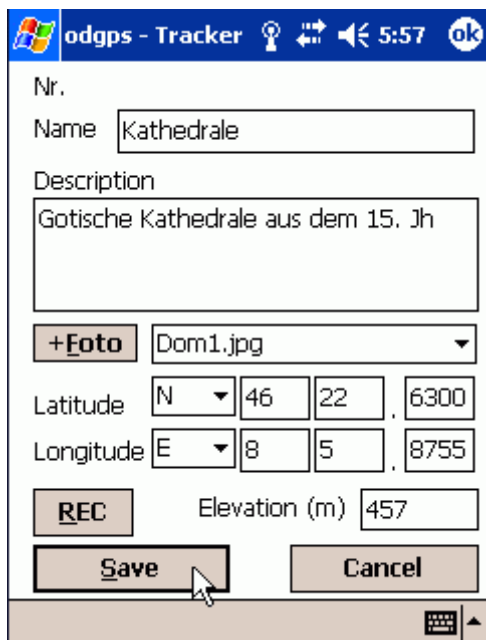 odgps - Tracker 5:57 ok
Nr.
Name Kathedrale
Description
Gotische Kathedrale aus dem 15. Jh
+Foto Dom1.jpg
Latitude N 46 22 . 6300
Longitude E 8 5 . 8755
REC Elevation (m) 457
Save Cancel